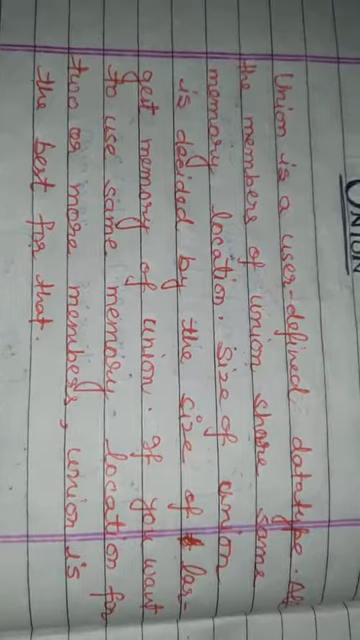 UNION
Union is a user-defined datatype. All
the members of union share same
memory location. Size of union
is decided by the size of las-
gest memory of union. If you want
to use same memory location for
two or more members, union is
the best for that.